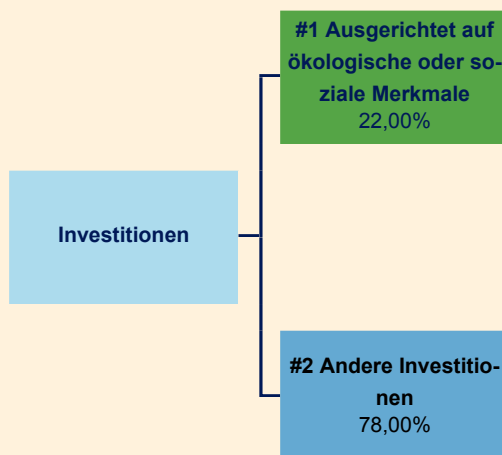 #1 Ausgerichtet auf
ökologische oder so-
ziale Merkmale
22,00%
Investitionen
#2 Andere Investitio-
nen
78,00%